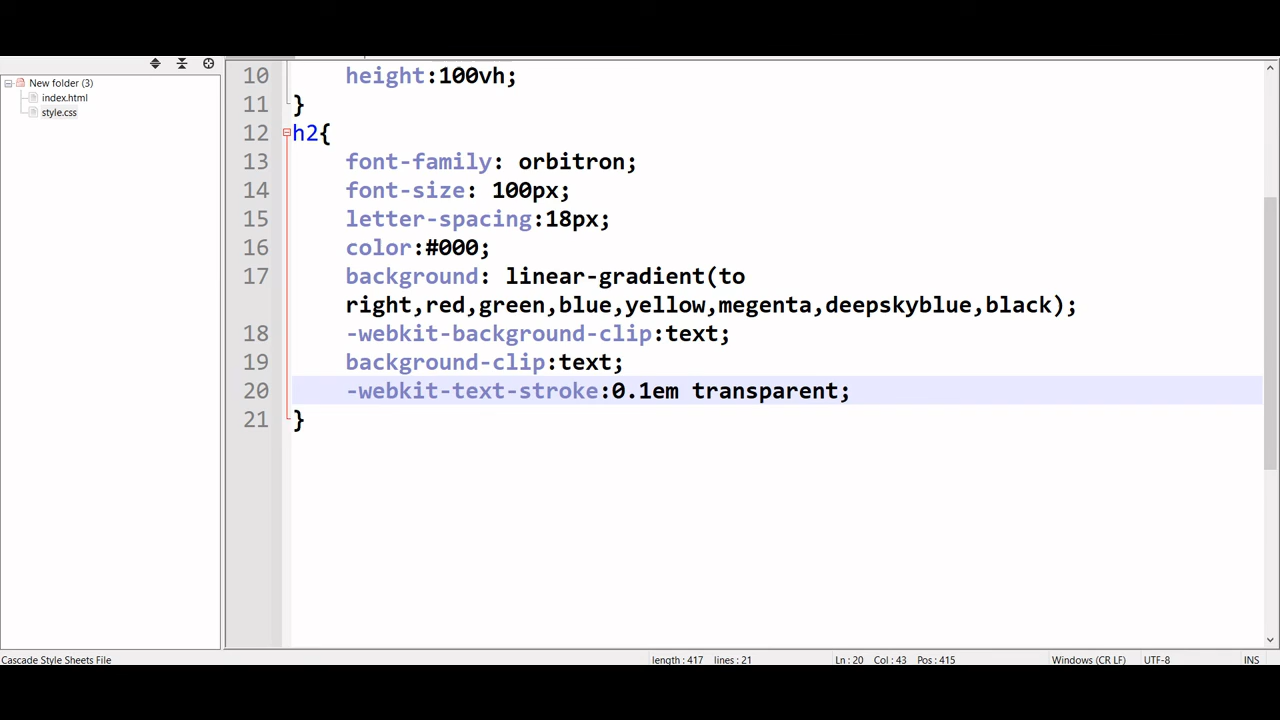 New folder (3)
index.html
style.css
10 height:100vh;
11 }
12 h2{
13 font-family: orbitron;
14 font-size: 100px;
15 letter-spacing:18px;
16 color:#000;
17 background: linear-gradient(to
right,red,green,blue,yellow,megenta,deepskyblue,black);
18 -webkit-background-clip:text;
19 background-clip:text;
20 -webkit-text-stroke:0.1em transparent;
21 }
Cascade Style Sheets File length : 417 lines : 21 Ln : 20 Col : 43 Pos : 415 Windows (CR LF) UTF-8 INS